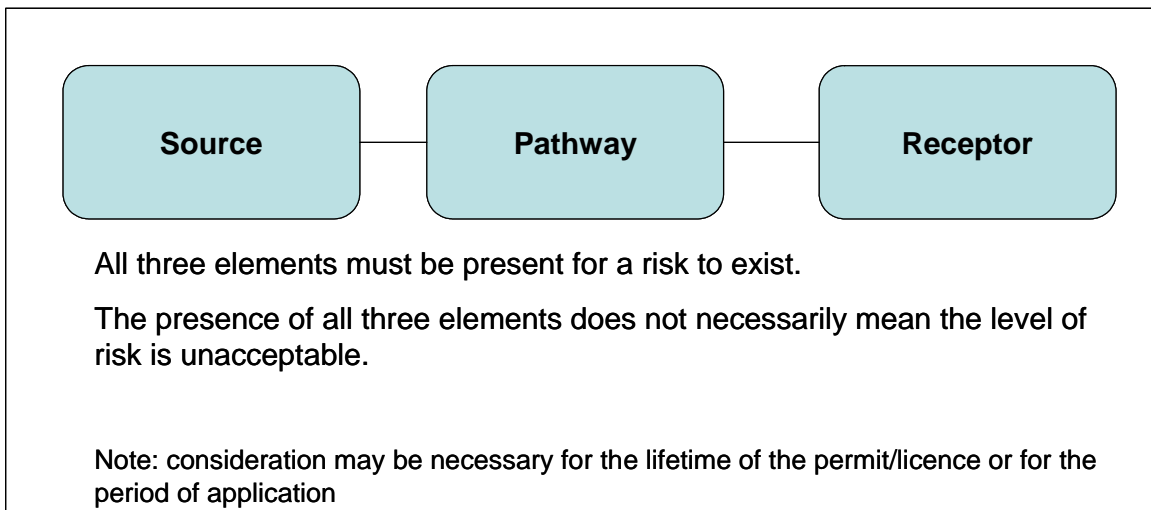 Source Pathway Receptor
All three elements must be present for a risk to exist.
The presence of all three elements does not necessarily mean the level of
risk is unacceptable.
Note: consideration may be necessary for the lifetime of the permit/licence or for the
period of application